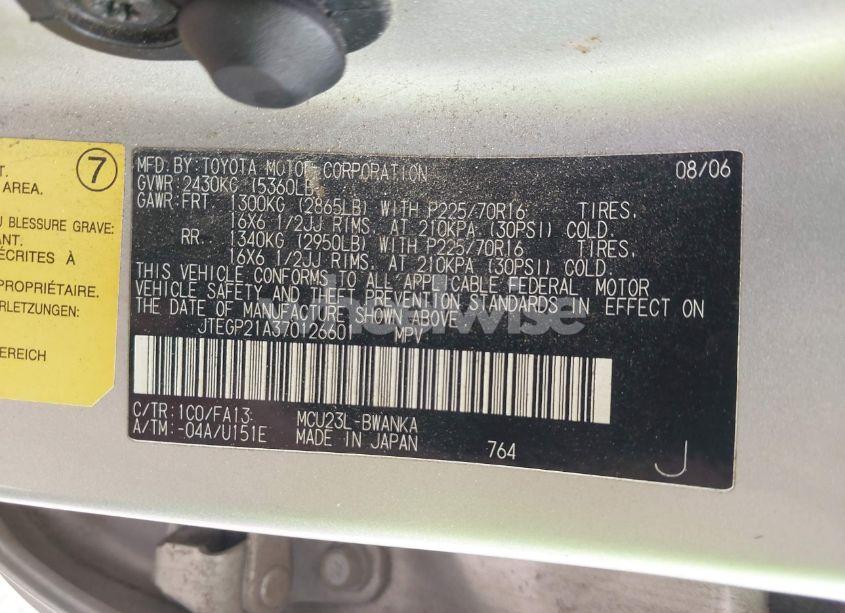 7
T.
AREA.
U BLESSURE GRAVE:
ANT.
ÉCRITES À
PROPRIÉTAIRE.
ERLETZUNGEN:
BEREICH
MFD. BY: TOYOTA MOTOR CORPORATION 08/06
GVWR: 2430KG (5360LB)
GAWR: FRT. 1300KG (2865LB) WITH P225/70R16 TIRES,
16X6 1/2JJ RIMS. AT 210KPA (30PSI) COLD.
RR. 1340KG (2950LB) WITH P225/70R16 TIRES,
16X6 1/2JJ RIMS. AT 210KPA (30PSI) COLD.
THIS VEHICLE CONFORMS TO ALL APPLICABLE FEDERAL MOTOR
VEHICLE SAFETY AND THEFT PREVENTION STANDARDS IN EFFECT ON
THE DATE OF MANUFACTURE SHOWN ABOVE.
JTEGP21A370126601 MPV
wheelwise
C/TR: 1C0/FA13 MCU23L-BWANKA
A/TM: -04A/U151E MADE IN JAPAN 764
J